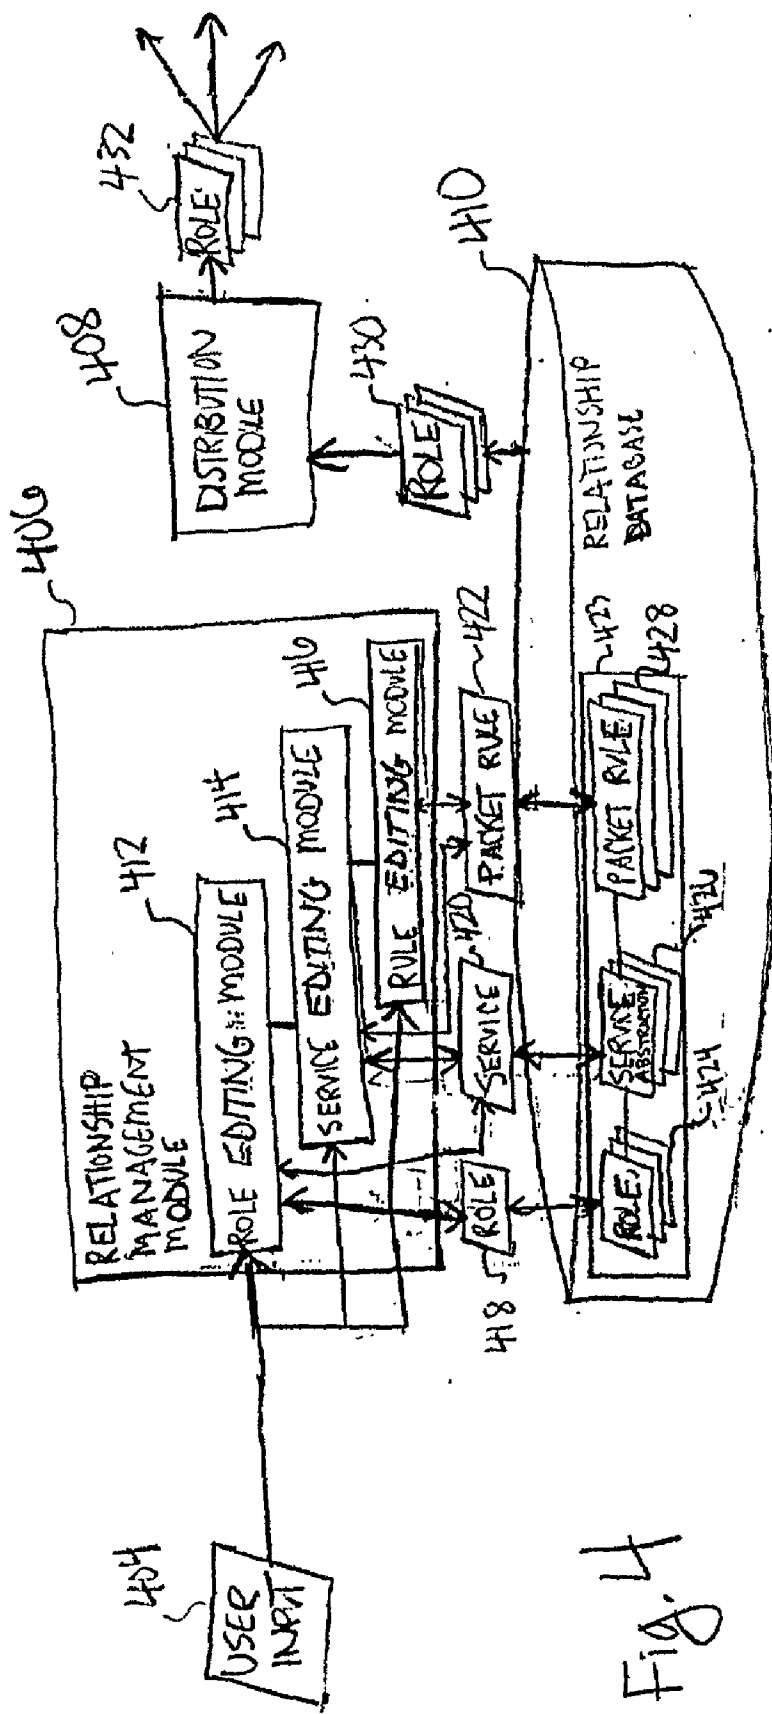 406
RELATIONSHIP
MANAGEMENT
MODULE
412
ROLE EDITING MODULE
414
SERVICE EDITING MODULE
416
RULE EDITING MODULE
404
USER
INPUT
408
DISTRIBUTION
MODULE
432
ROLE
418
ROLE
SERVICE
420
PACKET RULE
422
ROLE
430
410
RELATIONSHIP
DATABASE
423
ROLE
424
SERVICE
ABSTRACTION
426
PACKET RULE
428
Fig. 4